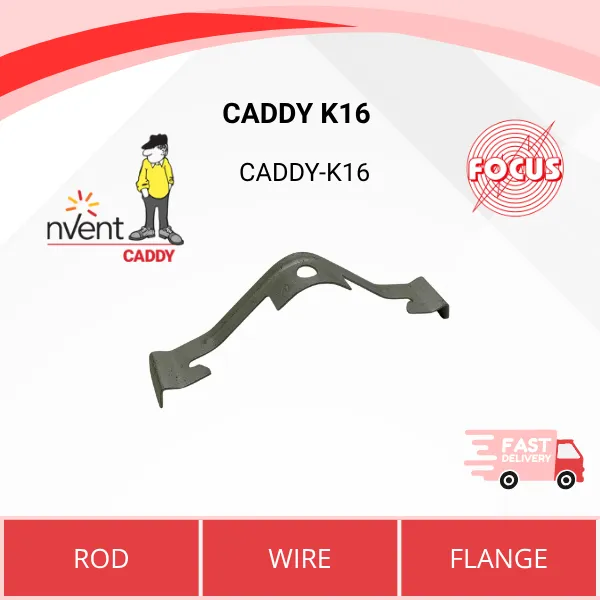 CADDY K16
CADDY-K16
FOCUS
nvent
CADDY
FAST
DELIVERY
ROD
WIRE
FLANGE